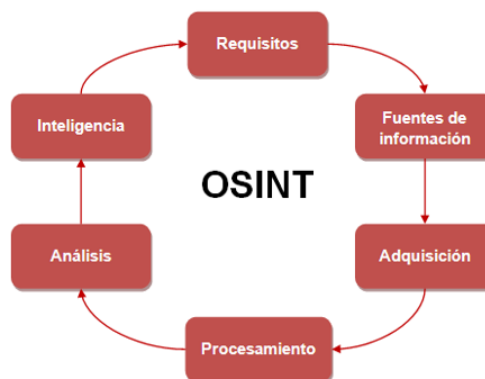 Requisitos
Fuentes de
información
Adquisición
Procesamiento
Análisis
Inteligencia
OSINT